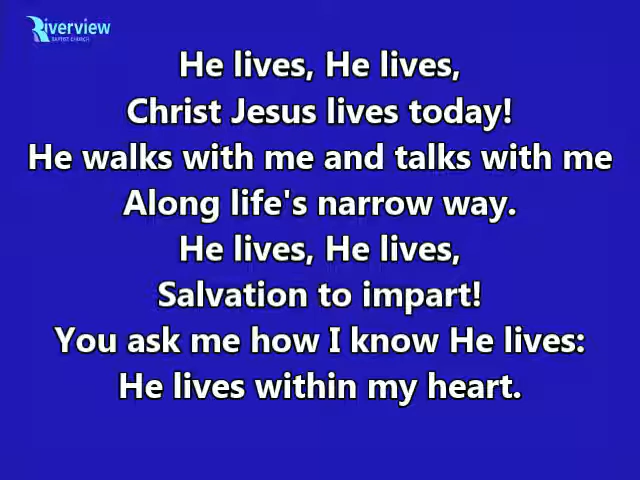 Riverview
BAPTIST CHURCH
He lives, He lives,
Christ Jesus lives today!
He walks with me and talks with me
Along life's narrow way.
He lives, He lives,
Salvation to impart!
You ask me how I know He lives:
He lives within my heart.